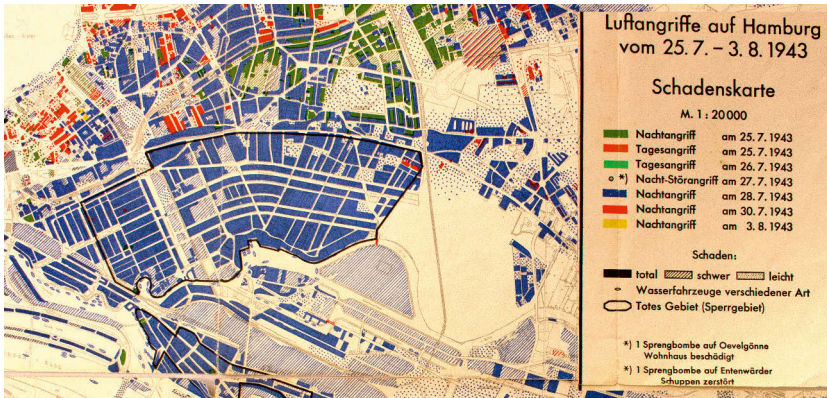 Luftangriffe auf Hamburg
vom 25.7. – 3.8.1943
Schadenskarte
M. 1 : 20000
Nachtangriff am 25.7.1943
Tagesangriff am 25.7.1943
Tagesangriff am 26.7.1943
*) Nacht-Störangriff am 27.7.1943
Nachtangriff am 28.7.1943
Nachtangriff am 30.7.1943
Nachtangriff am 3.8.1943
Schaden:
total schwer leicht
Wasserfahrzeuge verschiedener Art
Totes Gebiet (Sperrgebiet)
*) 1 Sprengbombe auf Oevelgönne
Wohnhaus beschädigt
*) 1 Sprengbombe auf Entenwärder
Schuppen zerstört